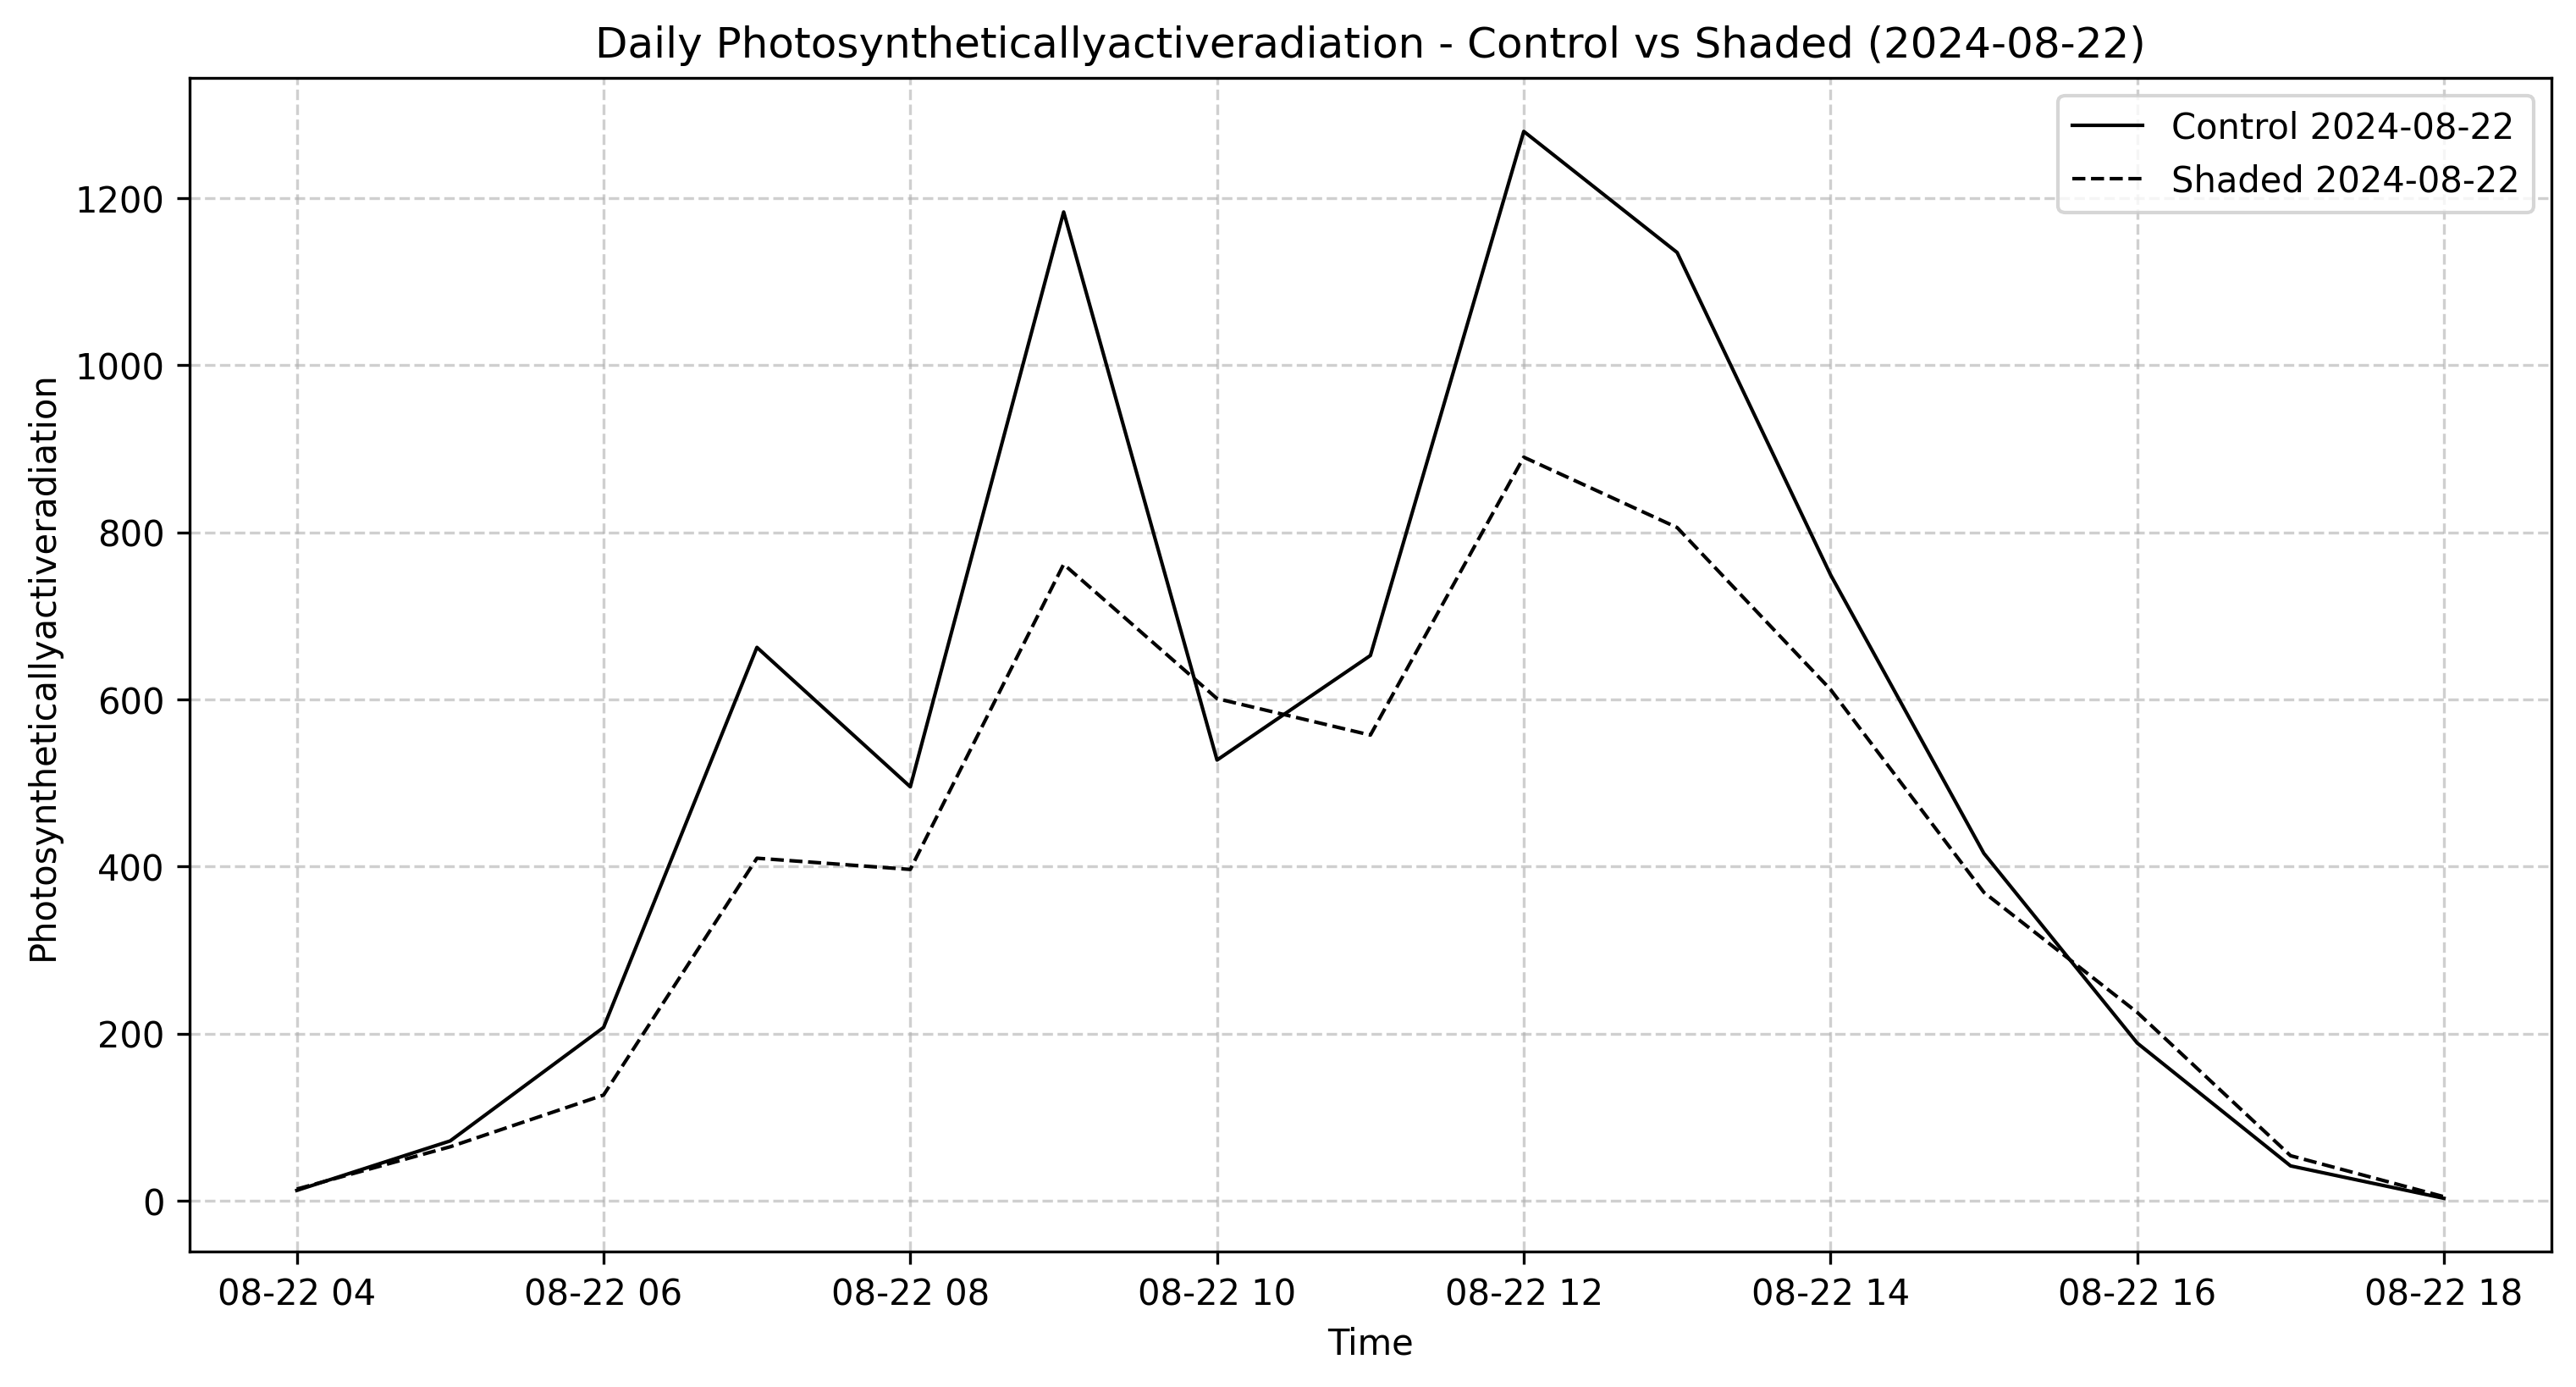 Daily Photosyntheticallyactiveradiation - Control vs Shaded (2024-08-22)
Control 2024-08-22
Shaded 2024-08-22
Photosyntheticallyactiveradiation
1200
1000
800
600
400
200
0
08-22 04 08-22 06 08-22 08 08-22 10 08-22 12 08-22 14 08-22 16 08-22 18
Time